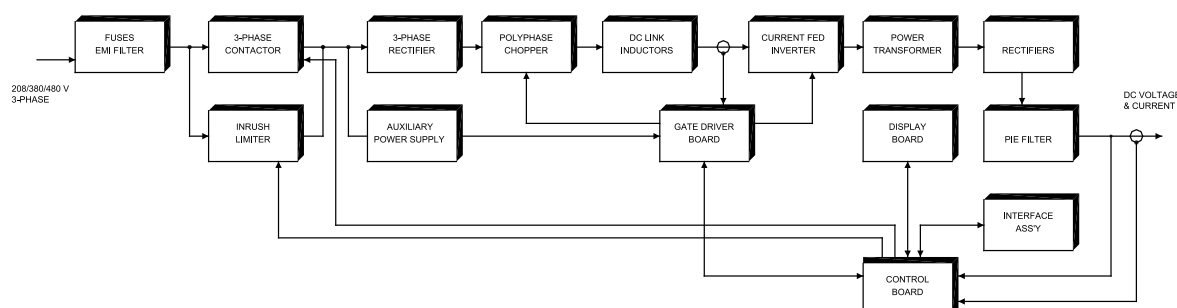 FUSES
EMI FILTER
3-PHASE
CONTACTOR
3-PHASE
RECTIFIER
POLYPHASE
CHOPPER
DC LINK
INDUCTORS
CURRENT FED
INVERTER
POWER
TRANSFORMER
RECTIFIERS
208/380/480 V
3-PHASE
DC VOLTAGE
& CURRENT
INRUSH
LIMITER
AUXILIARY
POWER SUPPLY
GATE DRIVER
BOARD
DISPLAY
BOARD
PIE FILTER
INTERFACE
ASS'Y
CONTROL
BOARD